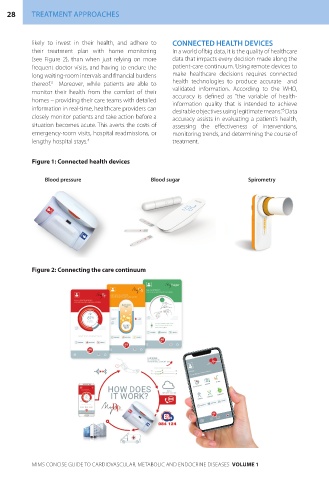 28 TREATMENT APPROACHES
likely to invest in their health, and adhere to
their treatment plan with home monitoring
(see Figure 2), than when just relying on more
frequent doctor visits, and having to endure the
long waiting-room intervals and financial burdens
thereof. Moreover, while patients are able to
monitor their health from the comfort of their
homes – providing their care teams with detailed
information in real-time, healthcare providers can
closely monitor patients and take action before a
situation becomes acute. This averts the costs of
emergency-room visits, hospital readmissions, or
lengthy hospital stays.
CONNECTED HEALTH DEVICES
In a world of big data, it is the quality of healthcare
data that impacts every decision made along the
patient-care continuum. Using remote devices to
make healthcare decisions requires connected
health technologies to produce accurate and
validated information. According to the WHO,
accuracy is defined as "the variable of health-
information quality that is intended to achieve
desirable objectives using legitimate means." Data
accuracy assists in evaluating a patient's health,
assessing the effectiveness of interventions,
monitoring trends, and determining the course of
treatment.
Figure 1: Connected health devices
Blood pressure Blood sugar Spirometry
Figure 2: Connecting the care continuum
HOW DOES
IT WORK?
084 124
MIMS CONCISE GUIDE TO CARDIOVASCULAR, METABOLIC AND ENDOCRINE DISEASES VOLUME 1